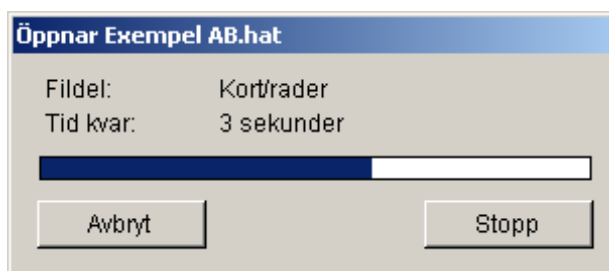 Öppnar Exempel AB.hat
Fildel: Kort/rader
Tid kvar: 3 sekunder
Avbryt Stopp